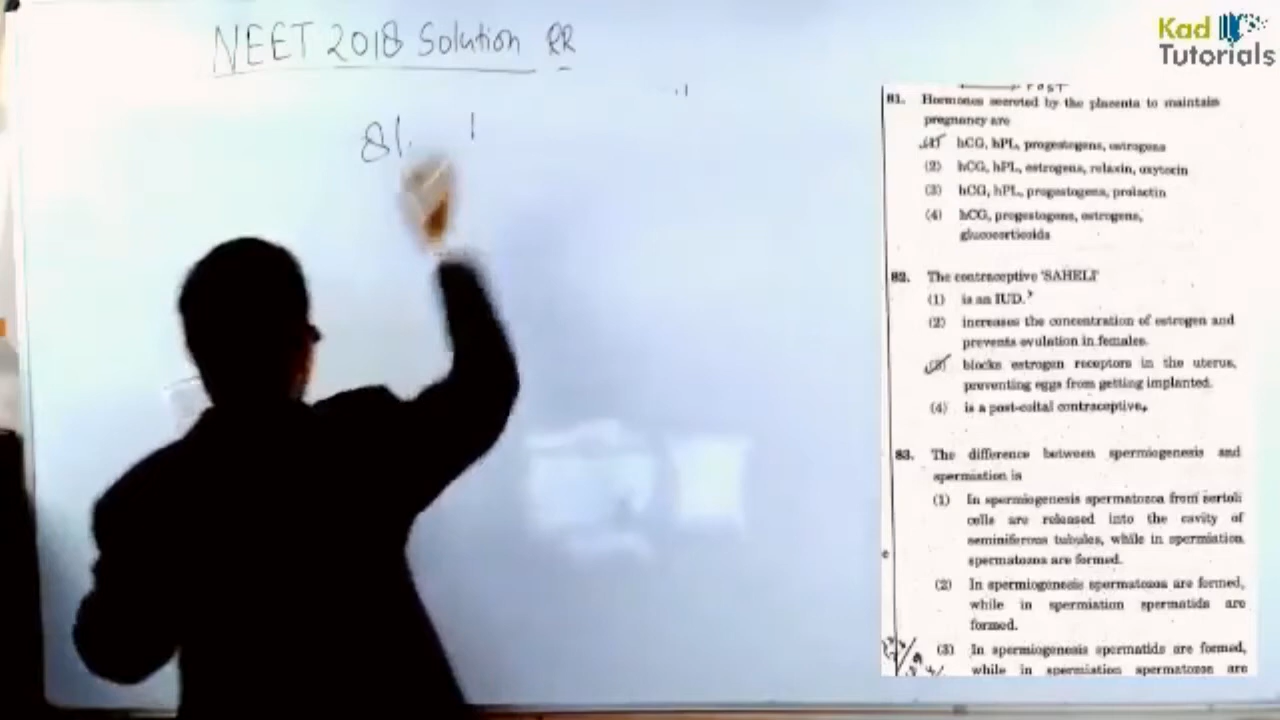 NEET 2018 Solution RR
81. 1
Kad
Tutorials
81. Hormones secreted by the placenta to maintain
pregnancy are
(1) hCG, hPL, progestogens, estrogens
(2) hCG, hPL, estrogens, relaxin, oxytocin
(3) hCG, hPL, progestogens, prolactin
(4) hCG, progestogens, estrogens,
glucocorticoids
82. The contraceptive 'SAHELI'
(1) is an IUD.
(2) increases the concentration of estrogen and
prevents ovulation in females.
(3) blocks estrogen receptors in the uterus,
preventing eggs from getting implanted.
(4) is a post-coital contraceptive.
83. The difference between spermiogenesis and
spermiation is
(1) In spermiogenesis spermatozoa from sertoli
cells are released into the cavity of
seminiferous tubules, while in spermiation
spermatozoa are formed.
(2) In spermiogenesis spermatozoa are formed,
while in spermiation spermatids are
formed.
(3) In spermiogenesis spermatids are formed,
while in spermiation spermatozoa are